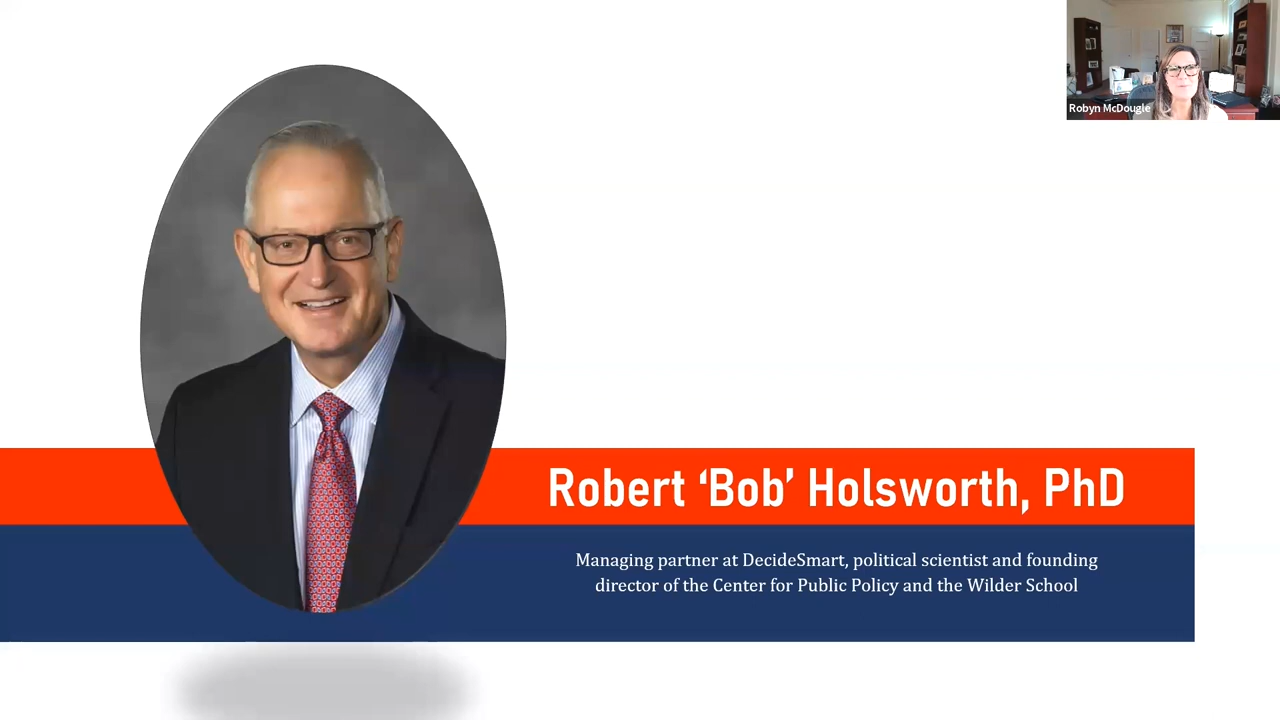 Robyn McDougle
Robert ‘Bob’ Holsworth, PhD
Managing partner at DecideSmart, political scientist and founding
director of the Center for Public Policy and the Wilder School